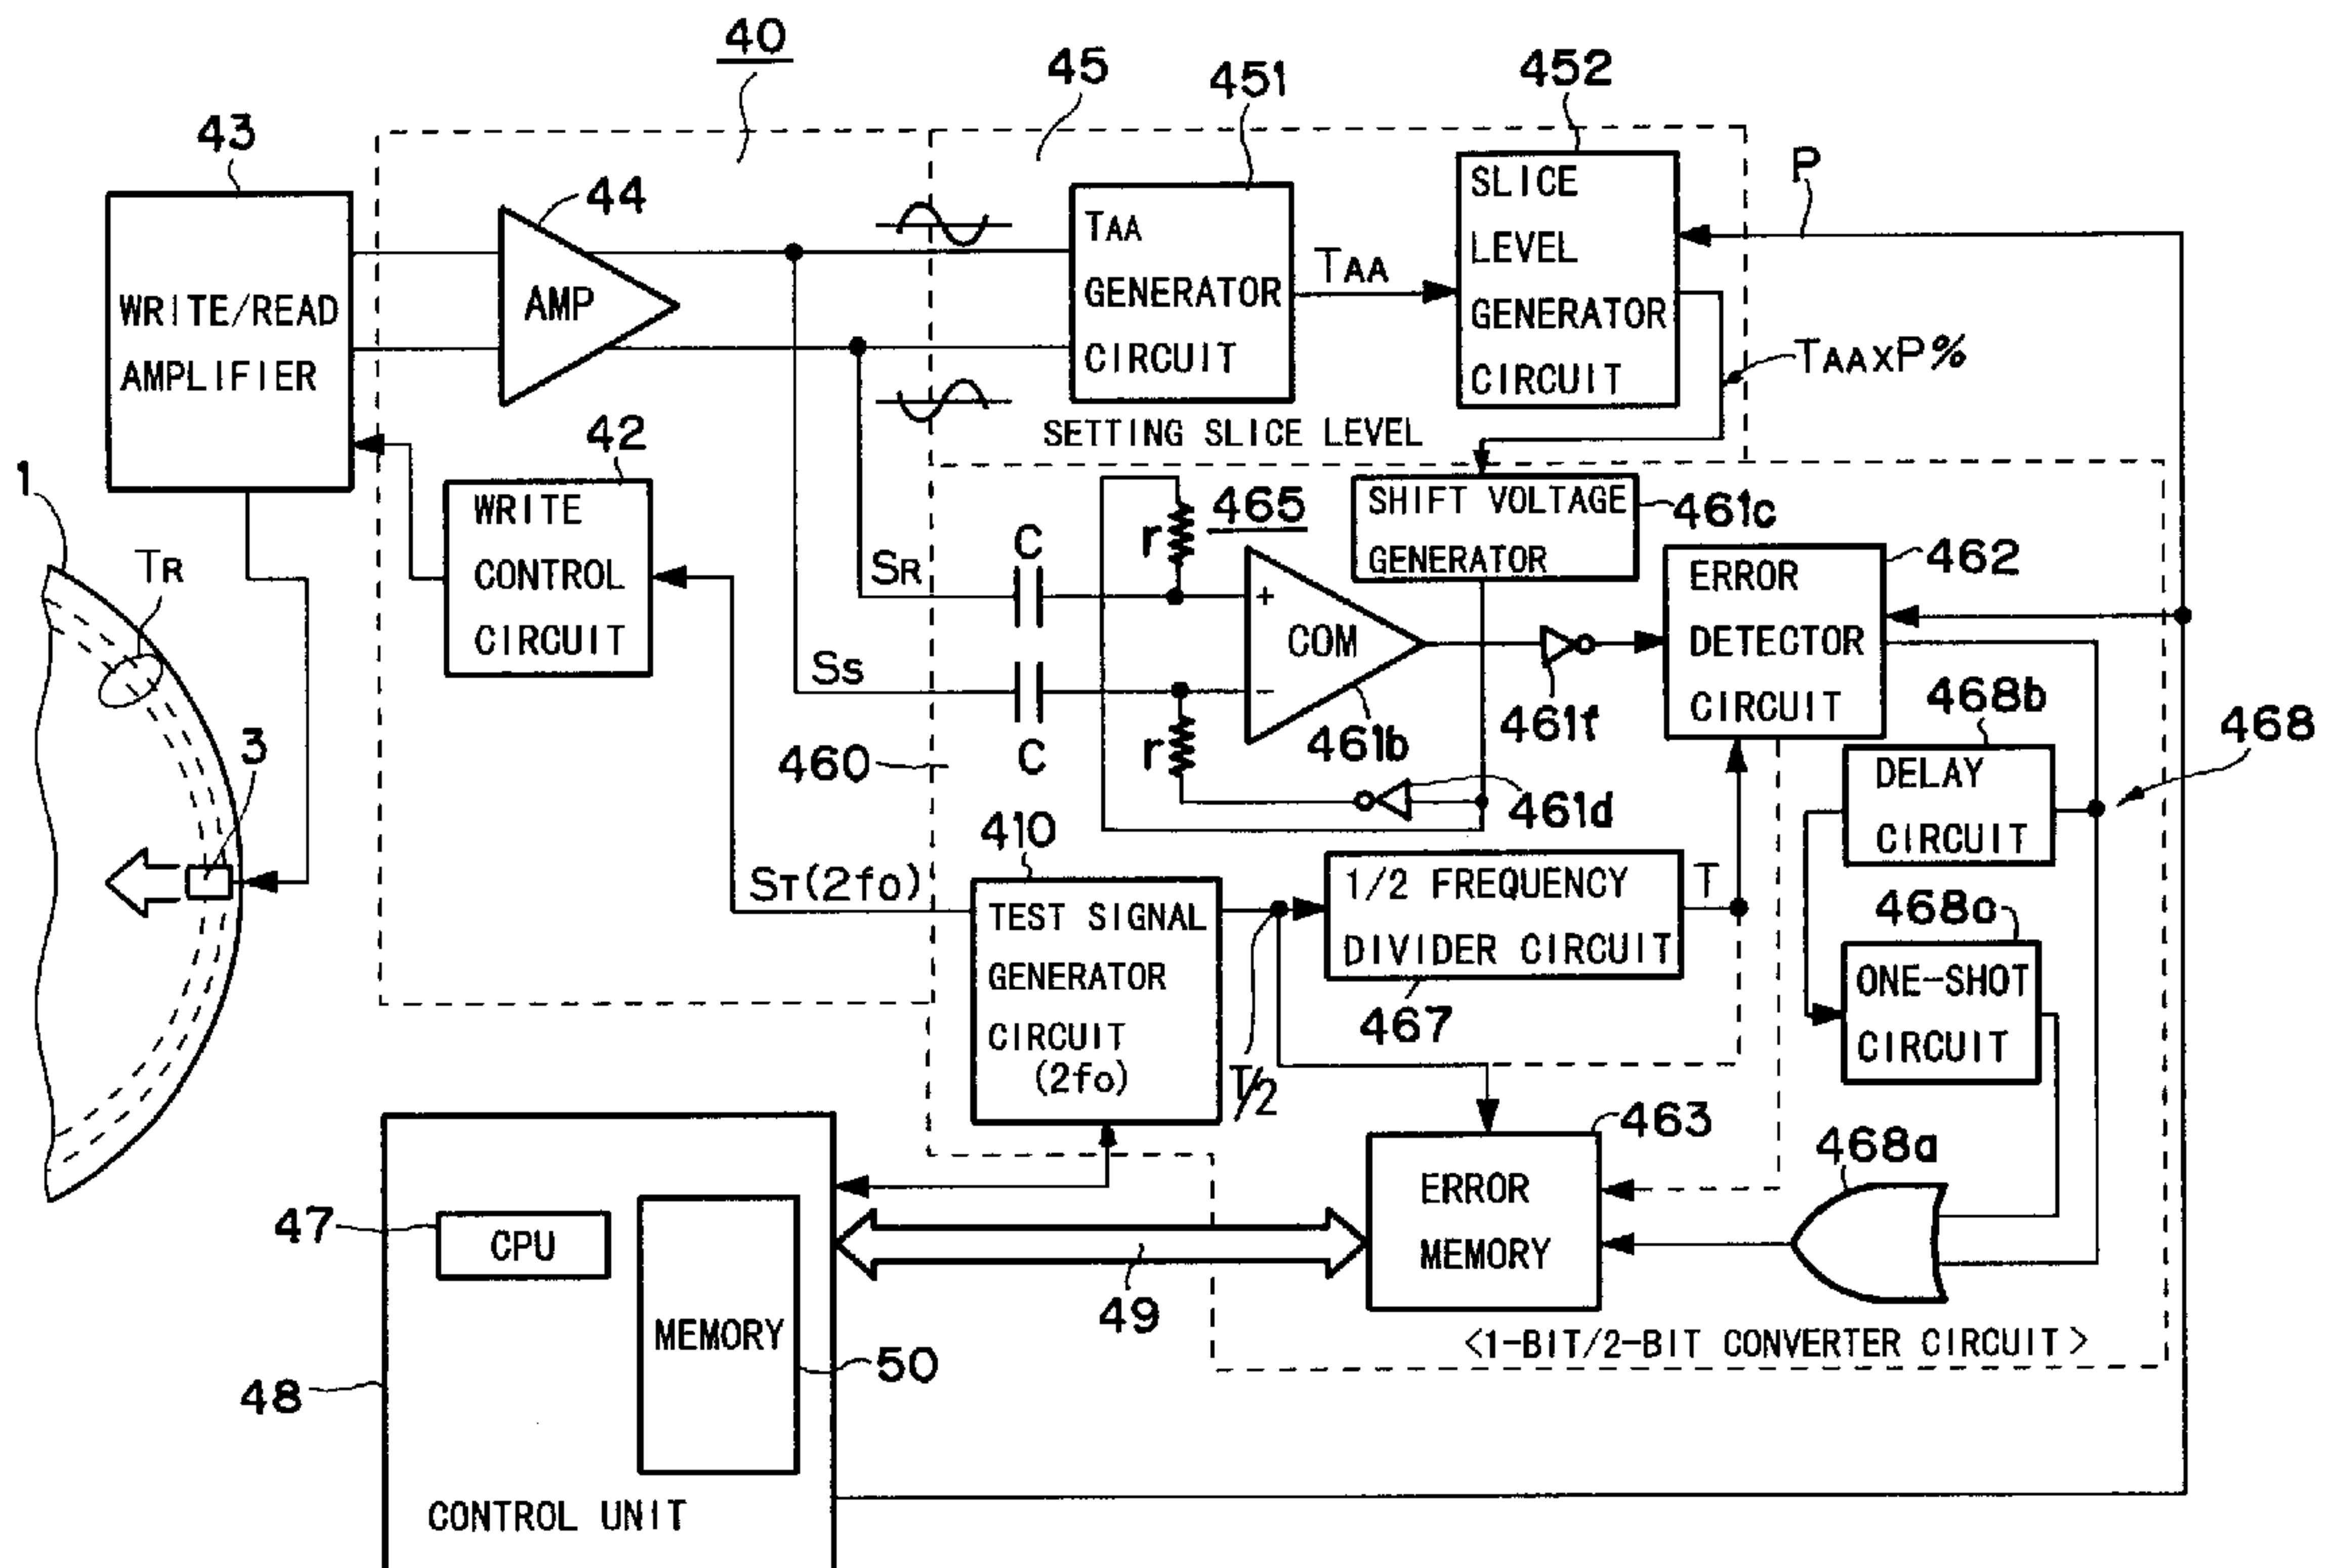 40
45
451
452
43
P
44
SLICE
LEVEL
GENERATOR
CIRCUIT
TAA
GENERATOR
CIRCUIT
TAA
WRITE/READ
AMPLIFIER
AMP
TAAXP%
42
SETTING SLICE LEVEL
1
WRITE
CONTROL
CIRCUIT
465
SHIFT VOLTAGE
GENERATOR
461c
C
r
SR
+
TR
COM
ERROR
DETECTOR
CIRCUIT
462
SS
−
C
r
461b
461f
468b
468
3
460
DELAY
CIRCUIT
461d
410
ST(2fo)
TEST SIGNAL
GENERATOR
CIRCUIT
(2fo)
1/2 FREQUENCY
DIVIDER CIRCUIT
T
467
T/2
468c
ONE-SHOT
CIRCUIT
463
468a
ERROR
MEMORY
47
CPU
MEMORY
49
50
48
<1-BIT/2-BIT CONVERTER CIRCUIT>
CONTROL UNIT